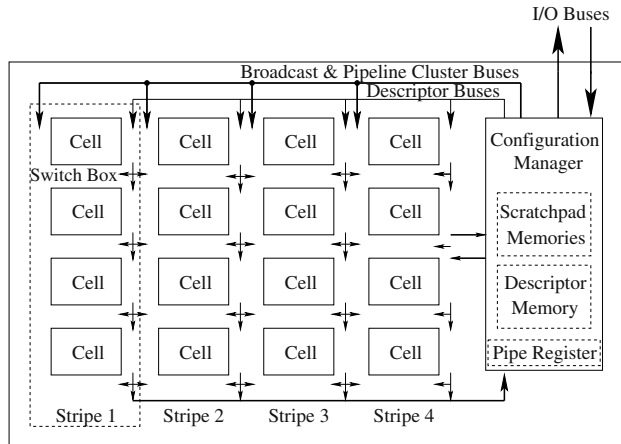 I/O Buses
Broadcast & Pipeline Cluster Buses
Descriptor Buses
Cell Cell Cell Cell
Configuration
Manager
Switch Box
Cell Cell Cell Cell
Scratchpad
Memories
Cell Cell Cell Cell
Descriptor
Memory
Cell Cell Cell Cell
Pipe Register
Stripe 1 Stripe 2 Stripe 3 Stripe 4